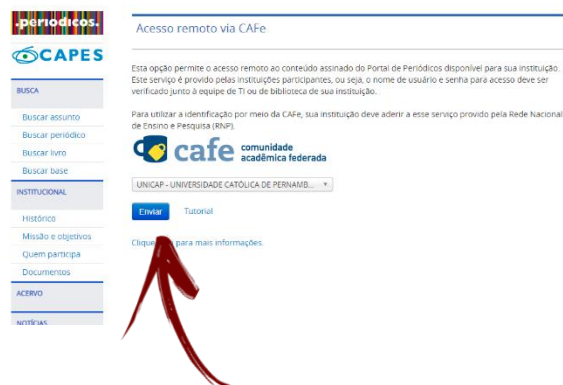 .periodicos.
CAPES
BUSCA
Buscar assunto
Buscar periódico
Buscar livro
Buscar base
INSTITUCIONAL
Histórico
Missão e objetivos
Quem participa
Documentos
ACERVO
NOTÍCIAS
Acesso remoto via CAFe
Esta opção permite o acesso remoto ao conteúdo assinado do Portal de Periódicos disponível para sua instituição.
Este serviço é provido pelas instituições participantes, ou seja, o nome de usuário e senha para acesso deve ser
verificado junto à equipe de TI ou de biblioteca de sua instituição.
Para utilizar a identificação por meio da CAFe, sua instituição deve aderir a esse serviço provido pela Rede Nacional
de Ensino e Pesquisa (RNP).
cafe comunidade
acadêmica federada
UNICAP - UNIVERSIDADE CATÓLICA DE PERNAMB...
Enviar Tutorial
Clique para mais informações.